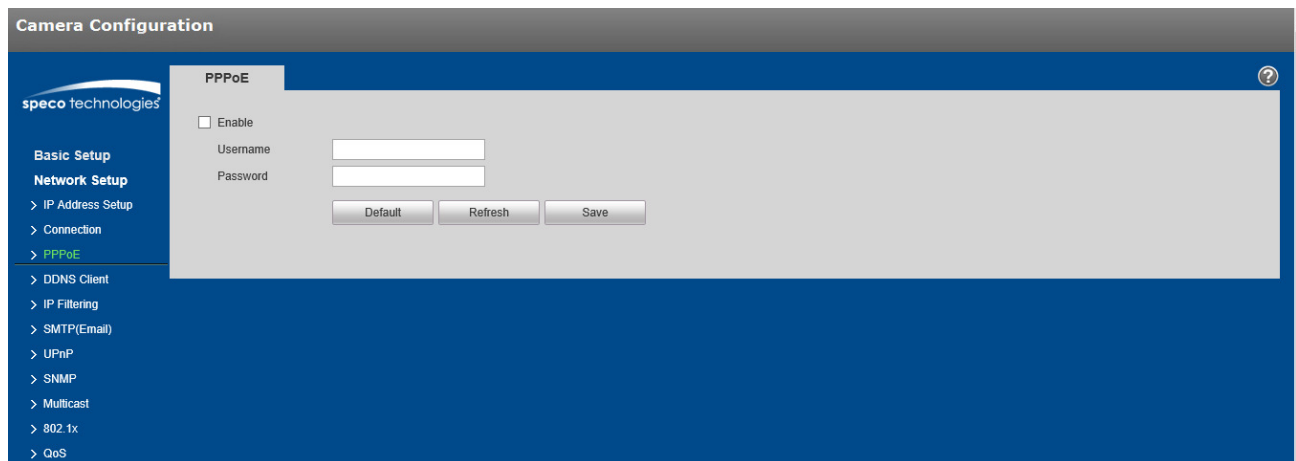 Camera Configuration
speco technologies
PPPoE
?
Enable
Username
Password
Default Refresh Save
Basic Setup
Network Setup
> IP Address Setup
> Connection
> PPPoE
> DDNS Client
> IP Filtering
> SMTP(Email)
> UPnP
> SNMP
> Multicast
> 802.1x
> QoS